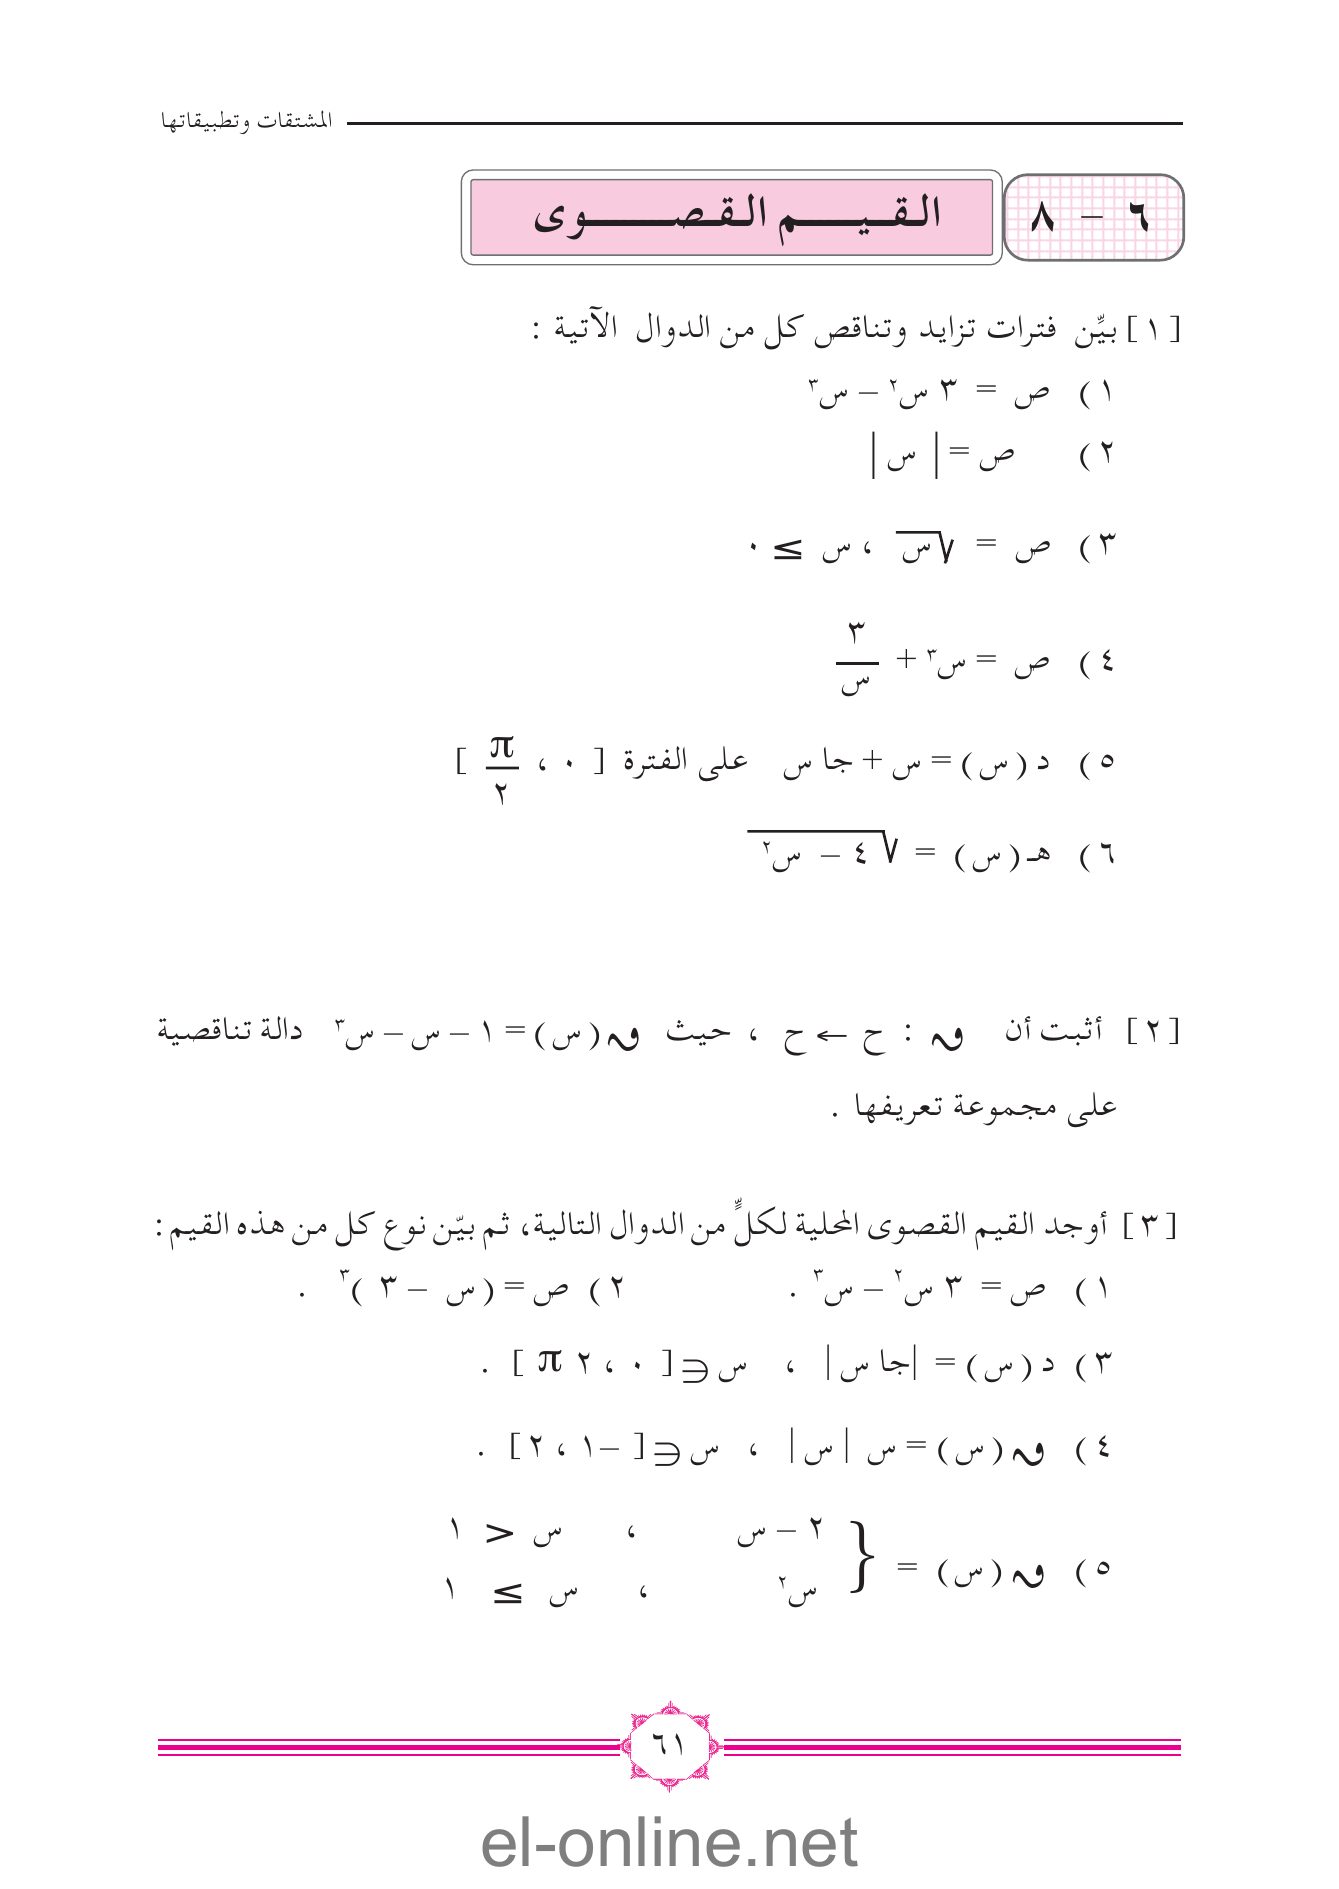 المشتقات وتطبيقاتها
٦ – ٨ القيم القصوى
[١] بيِّن فترات تزايد وتناقص كل من الدوال الآتية :
١) ص = ٣ س٢ – س٣
٢) ص = | س |
٣) ص = √س ، س ≥ ٠
٤) ص = س٣ + ٣/س
٥) د (س) = س + جا س على الفترة [ ٠ ، π/٢ ]
٦) هـ (س) = √(٤ – س٢)
[٢] أثبت أن ن : ح ← ح ، حيث ن (س) = ١ – س – س٣ دالة تناقصية
على مجموعة تعريفها .
[٣] أوجد القيم القصوى المحلية لكلٍّ من الدوال التالية، ثم بيّن نوع كل من هذه القيم :
١) ص = ٣ س٢ – س٣ . ٢) ص = (س – ٣)٣ .
٣) د (س) = |جا س| ، س ∈ [ ٠ ، ٢ π ] .
٤) ن (س) = س | س | ، س ∈ [ –١ ، ٢ ] .
٥) ن (س) = { ٢ – س ، س < ١
س٢ ، س ≥ ١
٦١
el-online.net